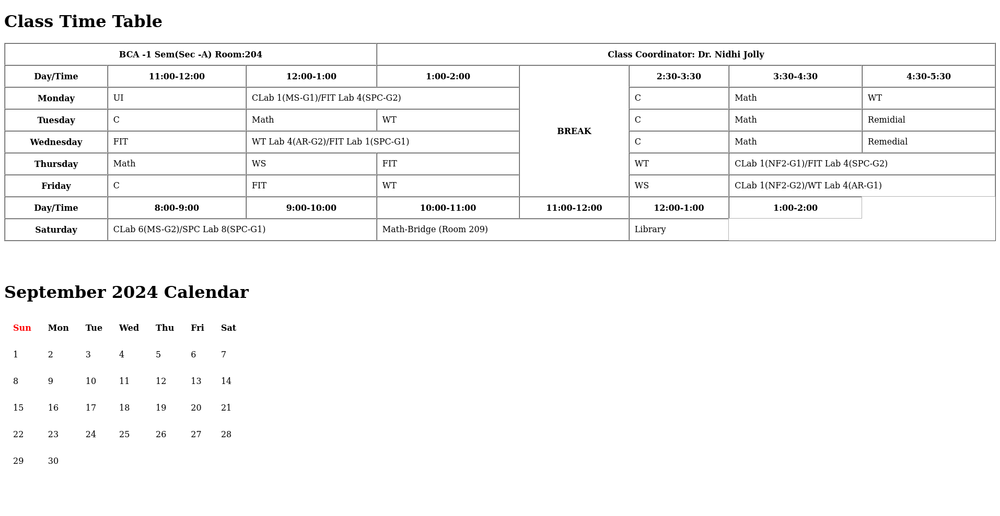 Class Time Table
BCA -1 Sem(Sec -A) Room:204 Class Coordinator: Dr. Nidhi Jolly
Day/Time 11:00-12:00 12:00-1:00 1:00-2:00 BREAK 2:30-3:30 3:30-4:30 4:30-5:30
Monday UI CLab 1(MS-G1)/FIT Lab 4(SPC-G2) C Math WT
Tuesday C Math WT C Math Remidial
Wednesday FIT WT Lab 4(AR-G2)/FIT Lab 1(SPC-G1) C Math Remedial
Thursday Math WS FIT WT CLab 1(NF2-G1)/FIT Lab 4(SPC-G2)
Friday C FIT WT WS CLab 1(NF2-G2)/WT Lab 4(AR-G1)
Day/Time 8:00-9:00 9:00-10:00 10:00-11:00 11:00-12:00 12:00-1:00 1:00-2:00
Saturday CLab 6(MS-G2)/SPC Lab 8(SPC-G1) Math-Bridge (Room 209) Library
September 2024 Calendar
Sun Mon Tue Wed Thu Fri Sat
1 2 3 4 5 6 7
8 9 10 11 12 13 14
15 16 17 18 19 20 21
22 23 24 25 26 27 28
29 30